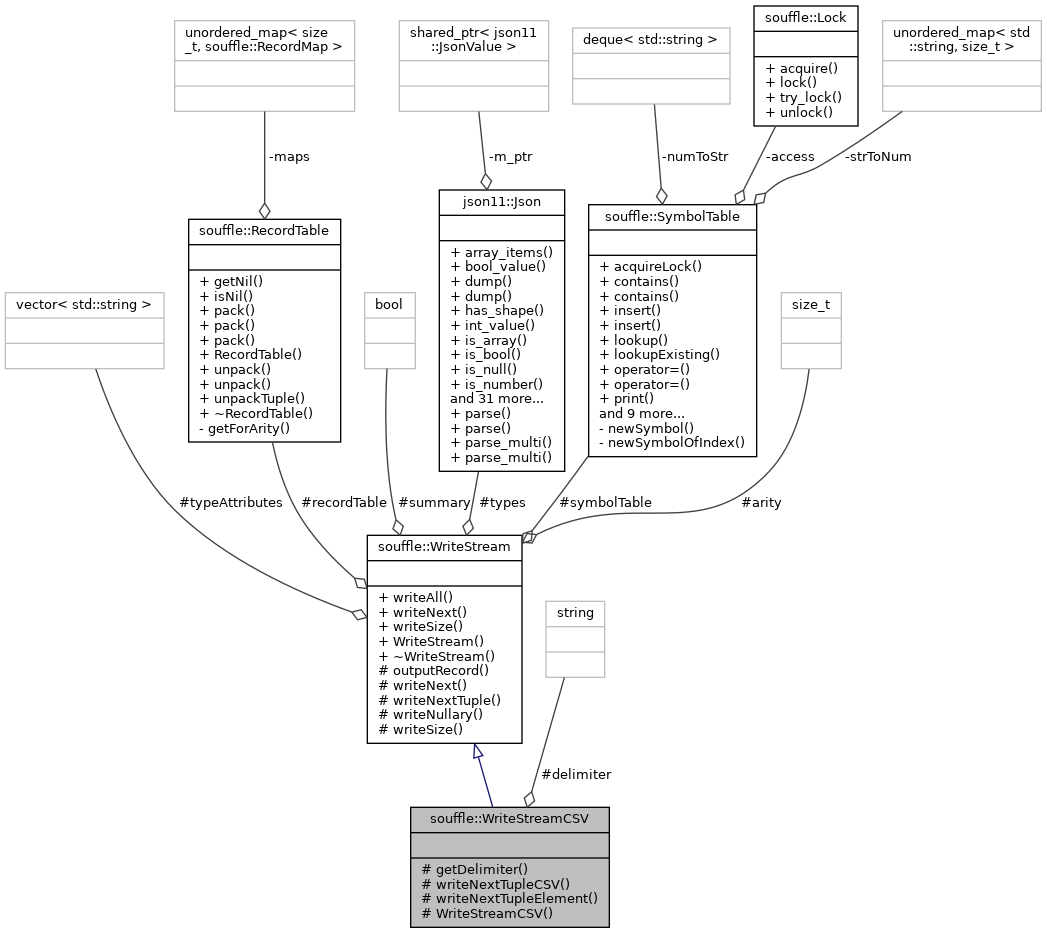 unordered_map< size
_t, souffle::RecordMap >
shared_ptr< json11
::JsonValue >
deque< std::string >
souffle::Lock
+ acquire()
+ lock()
+ try_lock()
+ unlock()
unordered_map< std
::string, size_t >
-maps
-m_ptr
-numToStr
-access
-strToNum
vector< std::string >
souffle::RecordTable
+ getNil()
+ isNil()
+ pack()
+ pack()
+ pack()
+ RecordTable()
+ unpack()
+ unpack()
+ unpackTuple()
+ ~RecordTable()
- getForArity()
bool
json11::Json
+ array_items()
+ bool_value()
+ dump()
+ dump()
+ has_shape()
+ int_value()
+ is_array()
+ is_bool()
+ is_null()
+ is_number()
and 31 more...
+ parse()
+ parse()
+ parse_multi()
+ parse_multi()
souffle::SymbolTable
+ acquireLock()
+ contains()
+ contains()
+ insert()
+ insert()
+ lookup()
+ lookupExisting()
+ operator=()
+ operator=()
+ print()
and 9 more...
- newSymbol()
- newSymbolOfIndex()
size_t
#typeAttributes
#recordTable
#summary
#types
#symbolTable
#arity
souffle::WriteStream
+ writeAll()
+ writeNext()
+ writeSize()
+ WriteStream()
+ ~WriteStream()
# outputRecord()
# writeNext()
# writeNextTuple()
# writeNullary()
# writeSize()
string
#delimiter
souffle::WriteStreamCSV
# getDelimiter()
# writeNextTupleCSV()
# writeNextTupleElement()
# WriteStreamCSV()